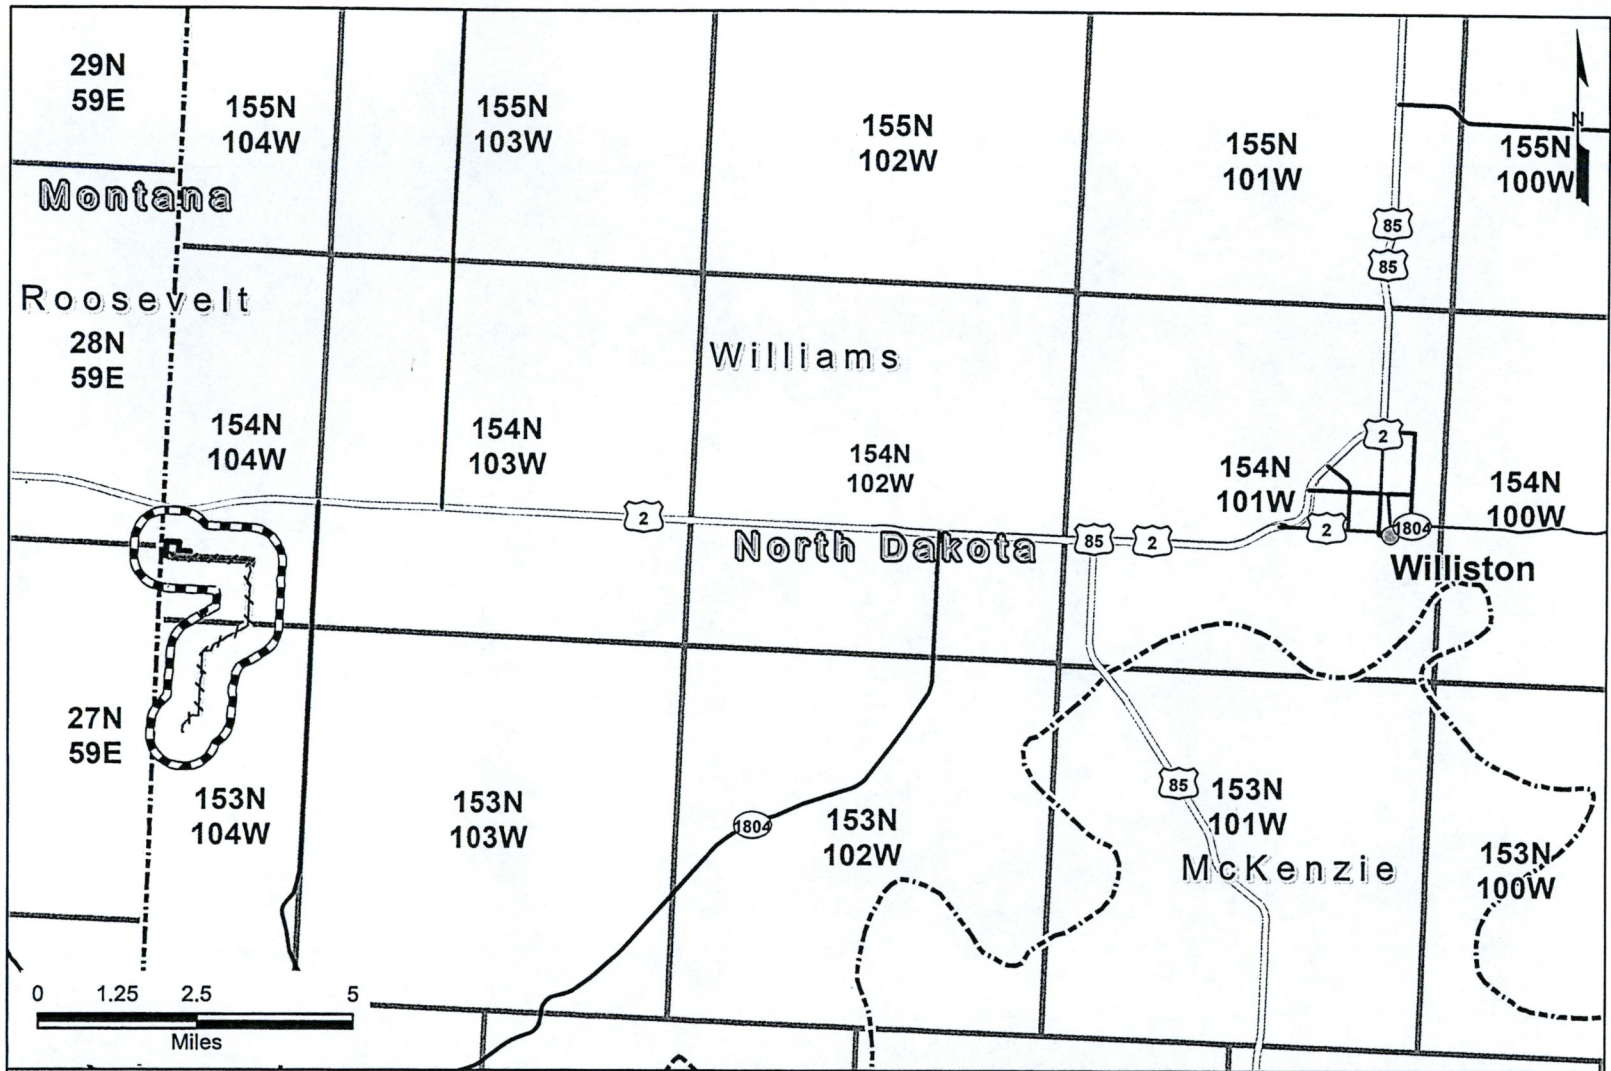 29N
59E
155N
104W
155N
103W
155N
102W
155N
101W
155N
100W
N
Montana
85
85
Roosevelt
28N
59E
Williams
154N
104W
154N
103W
154N
102W
154N
101W
154N
100W
2
2
North Dakota
85
2
2
1804
Williston
27N
59E
153N
104W
153N
103W
1804
153N
102W
85
153N
101W
McKenzie
153N
100W
0 1.25 2.5 5
Miles